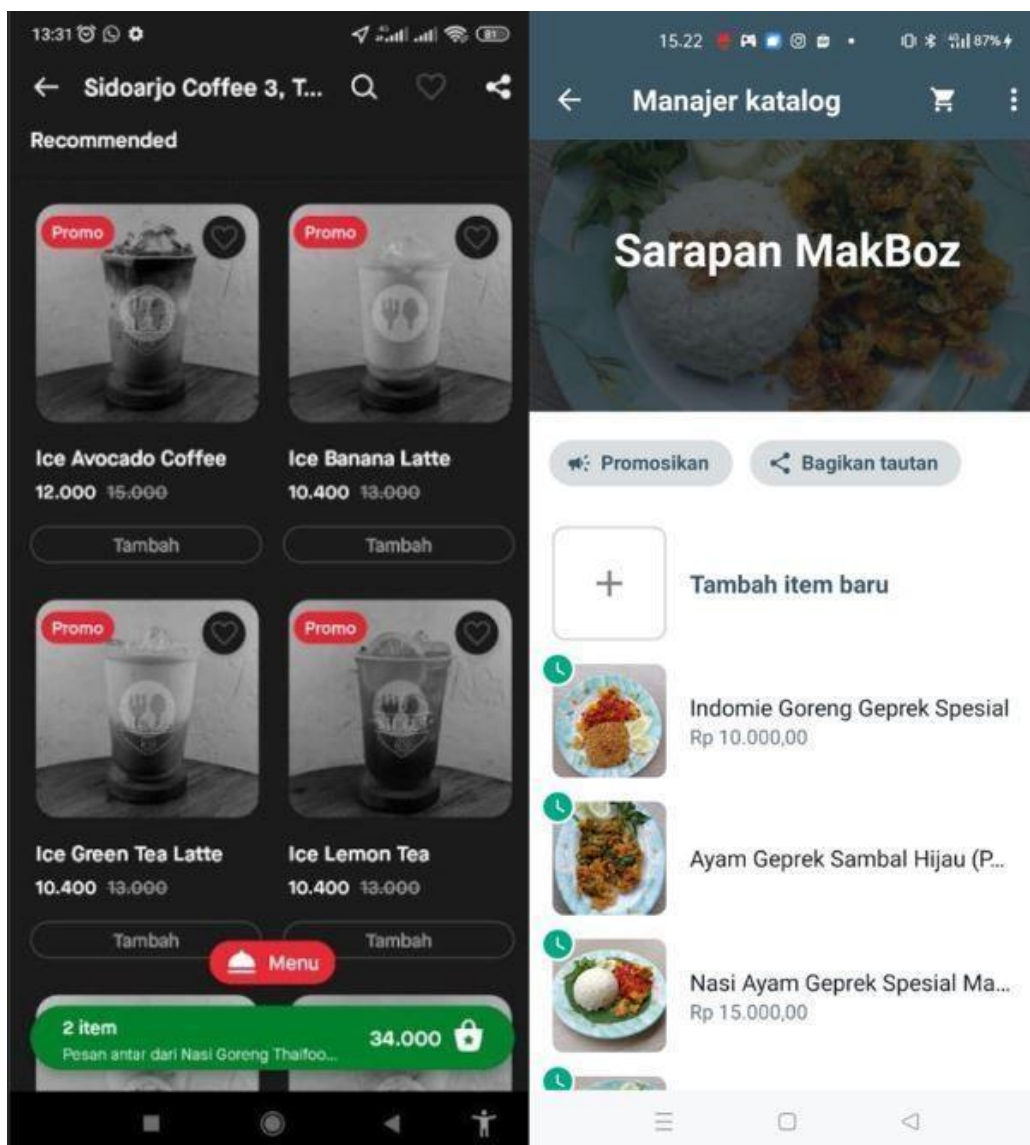 13:31
81
Sidoarjo Coffee 3, T...
Recommended
Promo
Promo
Ice Avocado Coffee
12.000 15.000
Ice Banana Latte
10.400 13.000
Tambah
Tambah
Promo
Promo
Ice Green Tea Latte
10.400 13.000
Ice Lemon Tea
10.400 13.000
Tambah
Tambah
Menu
2 item
Pesan antar dari Nasi Goreng Thaifoo...
34.000
15.22
87%
Manajer katalog
Sarapan MakBoz
Promosikan
Bagikan tautan
Tambah item baru
Indomie Goreng Geprek Spesial
Rp 10.000,00
Ayam Geprek Sambal Hijau (P...
Nasi Ayam Geprek Spesial Ma...
Rp 15.000,00